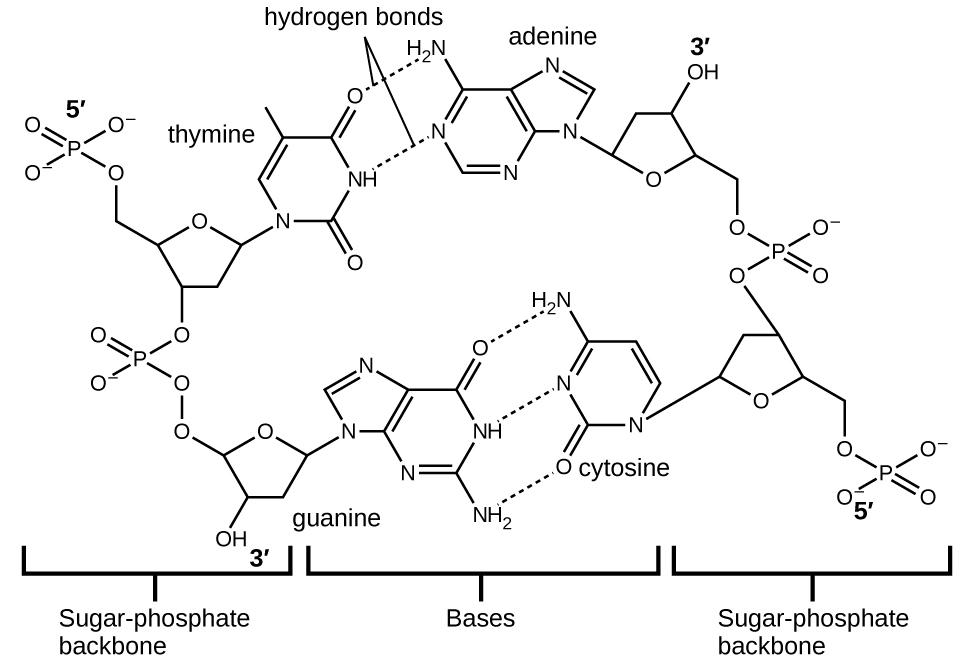 hydrogen bonds
H₂N
adenine
3′
OH
N
5′
O
O⁻
thymine
O
P
N
N
O⁻
O
NH
N
O
O
N
O
O
O⁻
P
O
O
O
H₂N
O
O
O
P
N
O⁻
O
N
O
O
O
N
NH
N
O
O⁻
N
O
cytosine
P
NH₂
O⁻
O
guanine
5′
OH
3′
Sugar-phosphate
backbone
Bases
Sugar-phosphate
backbone